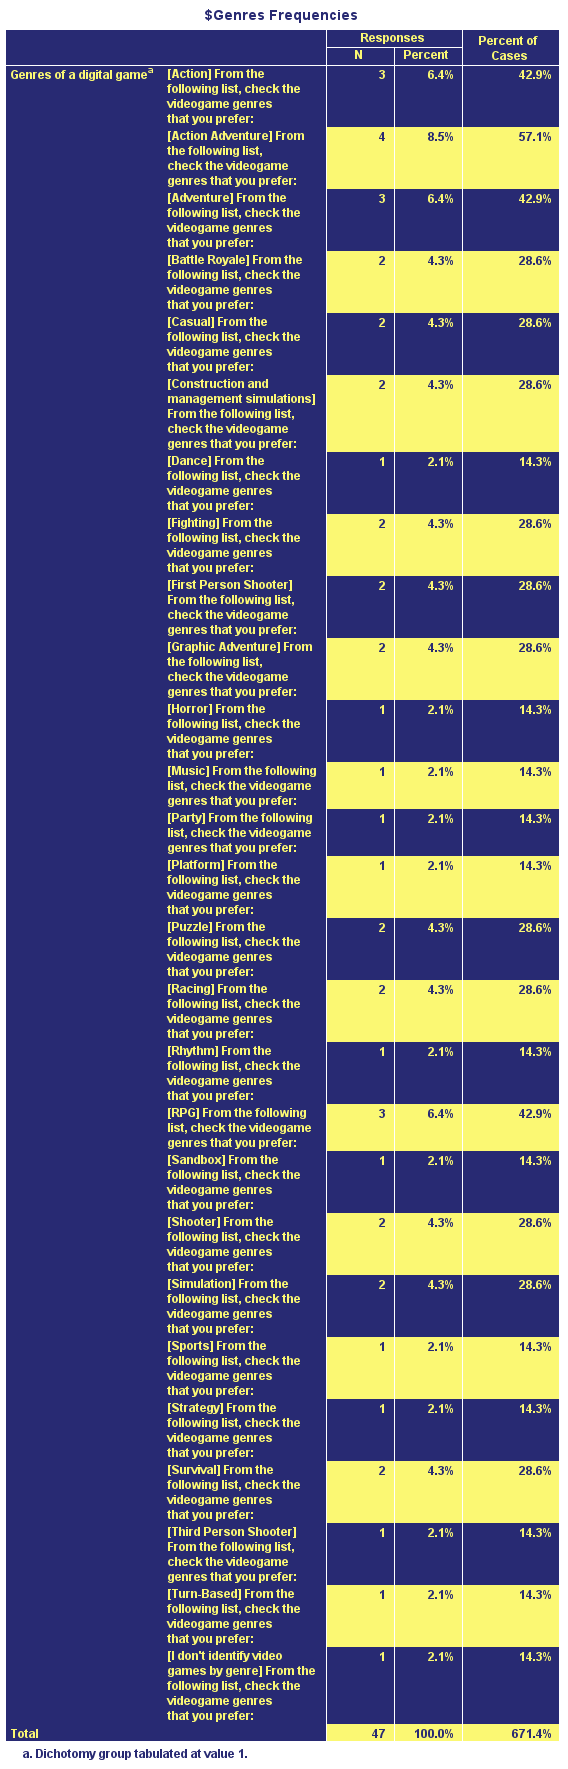 $Genres Frequencies
Responses
Percent of
Cases
N
Percent
Genres of a digital game a
[Action] From the
following list, check the
videogame genres
that you prefer:
3 6.4% 42.9%
[Action Adventure] From
the following list,
check the videogame
genres that you prefer:
4 8.5% 57.1%
[Adventure] From the
following list, check the
videogame genres
that you prefer:
3 6.4% 42.9%
[Battle Royale] From the
following list, check the
videogame genres
that you prefer:
2 4.3% 28.6%
[Casual] From the
following list, check the
videogame genres
that you prefer:
2 4.3% 28.6%
[Construction and
management simulations]
From the following list,
check the videogame
genres that you prefer:
2 4.3% 28.6%
[Dance] From the
following list, check the
videogame genres
that you prefer:
1 2.1% 14.3%
[Fighting] From the
following list, check the
videogame genres
that you prefer:
2 4.3% 28.6%
[First Person Shooter]
From the following list,
check the videogame
genres that you prefer:
2 4.3% 28.6%
[Graphic Adventure] From
the following list,
check the videogame
genres that you prefer:
2 4.3% 28.6%
[Horror] From the
following list, check the
videogame genres
that you prefer:
1 2.1% 14.3%
[Music] From the following
list, check the videogame
genres that you prefer:
1 2.1% 14.3%
[Party] From the following
list, check the videogame
genres that you prefer:
1 2.1% 14.3%
[Platform] From the
following list, check the
videogame genres
that you prefer:
1 2.1% 14.3%
[Puzzle] From the
following list, check the
videogame genres
that you prefer:
2 4.3% 28.6%
[Racing] From the
following list, check the
videogame genres
that you prefer:
2 4.3% 28.6%
[Rhythm] From the
following list, check the
videogame genres
that you prefer:
1 2.1% 14.3%
[RPG] From the following
list, check the videogame
genres that you prefer:
3 6.4% 42.9%
[Sandbox] From the
following list, check the
videogame genres
that you prefer:
1 2.1% 14.3%
[Shooter] From the
following list, check the
videogame genres
that you prefer:
2 4.3% 28.6%
[Simulation] From the
following list, check the
videogame genres
that you prefer:
2 4.3% 28.6%
[Sports] From the
following list, check the
videogame genres
that you prefer:
1 2.1% 14.3%
[Strategy] From the
following list, check the
videogame genres
that you prefer:
1 2.1% 14.3%
[Survival] From the
following list, check the
videogame genres
that you prefer:
2 4.3% 28.6%
[Third Person Shooter]
From the following list,
check the videogame
genres that you prefer:
1 2.1% 14.3%
[Turn-Based] From the
following list, check the
videogame genres
that you prefer:
1 2.1% 14.3%
[I don't identify video
games by genre] From the
following list, check the
videogame genres
that you prefer:
1 2.1% 14.3%
Total 47 100.0% 671.4%
a. Dichotomy group tabulated at value 1.